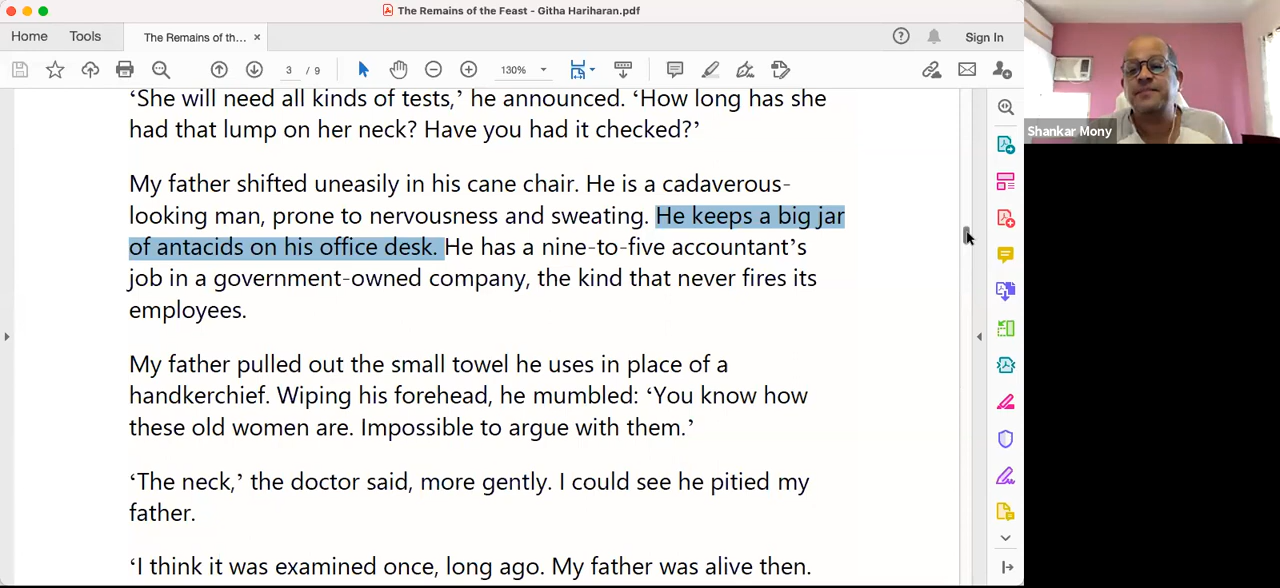 The Remains of the Feast - Githa Hariharan.pdf
Home Tools The Remains of th... × Sign In
3 / 9 130%
‘She will need all kinds of tests,’ he announced. ‘How long has she
had that lump on her neck? Have you had it checked?’
My father shifted uneasily in his cane chair. He is a cadaverous-
looking man, prone to nervousness and sweating. He keeps a big jar
of antacids on his office desk. He has a nine-to-five accountant’s
job in a government-owned company, the kind that never fires its
employees.
My father pulled out the small towel he uses in place of a
handkerchief. Wiping his forehead, he mumbled: ‘You know how
these old women are. Impossible to argue with them.’
‘The neck,’ the doctor said, more gently. I could see he pitied my
father.
‘I think it was examined once, long ago. My father was alive then.
Shankar Mony